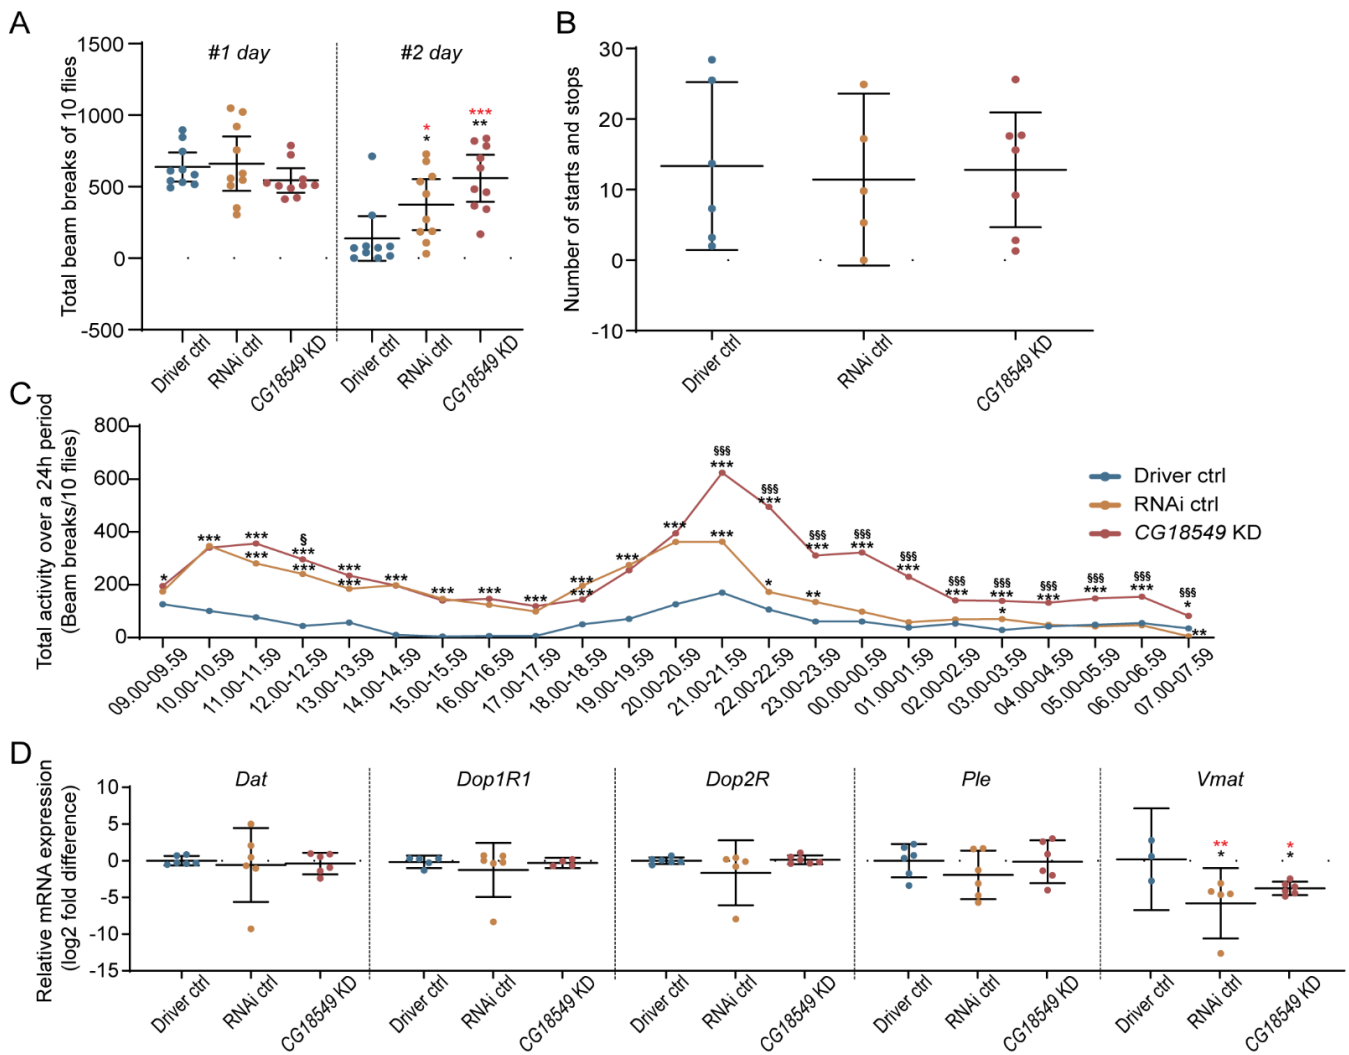 A
Total beam breaks of 10 flies
1500
1000
500
0
-500
#1 day
#2 day
*
*
***
**
Driver ctrl
RNAi ctrl
CG18549 KD
Driver ctrl
RNAi ctrl
CG18549 KD
B
Number of starts and stops
30
20
10
0
-10
Driver ctrl
RNAi ctrl
CG18549 KD
C
Total activity over a 24h period
(Beam breaks/10 flies)
800
600
400
200
0
*
***
***
***
§
***
***
***
***
***
***
***
***
***
***
***
***
§§§
***
***
§§§
***
*
§§§
***
**
§§§
***
§§§
***
§§§
***
§§§
***
*
§§§
***
§§§
***
§§§
***
§§§
*
**
Driver ctrl
RNAi ctrl
CG18549 KD
09.00-09.59
10.00-10.59
11.00-11.59
12.00-12.59
13.00-13.59
14.00-14.59
15.00-15.59
16.00-16.59
17.00-17.59
18.00-18.59
19.00-19.59
20.00-20.59
21.00-21.59
22.00-22.59
23.00-23.59
00.00-00.59
01.00-01.59
02.00-02.59
03.00-03.59
04.00-04.59
05.00-05.59
06.00-06.59
07.00-07.59
D
Relative mRNA expression
(log2 fold difference)
10
5
0
-5
-10
-15
Dat
Dop1R1
Dop2R
Ple
Vmat
**
*
*
*
Driver ctrl
RNAi ctrl
CG18549 KD
Driver ctrl
RNAi ctrl
CG18549 KD
Driver ctrl
RNAi ctrl
CG18549 KD
Driver ctrl
RNAi ctrl
CG18549 KD
Driver ctrl
RNAi ctrl
CG18549 KD